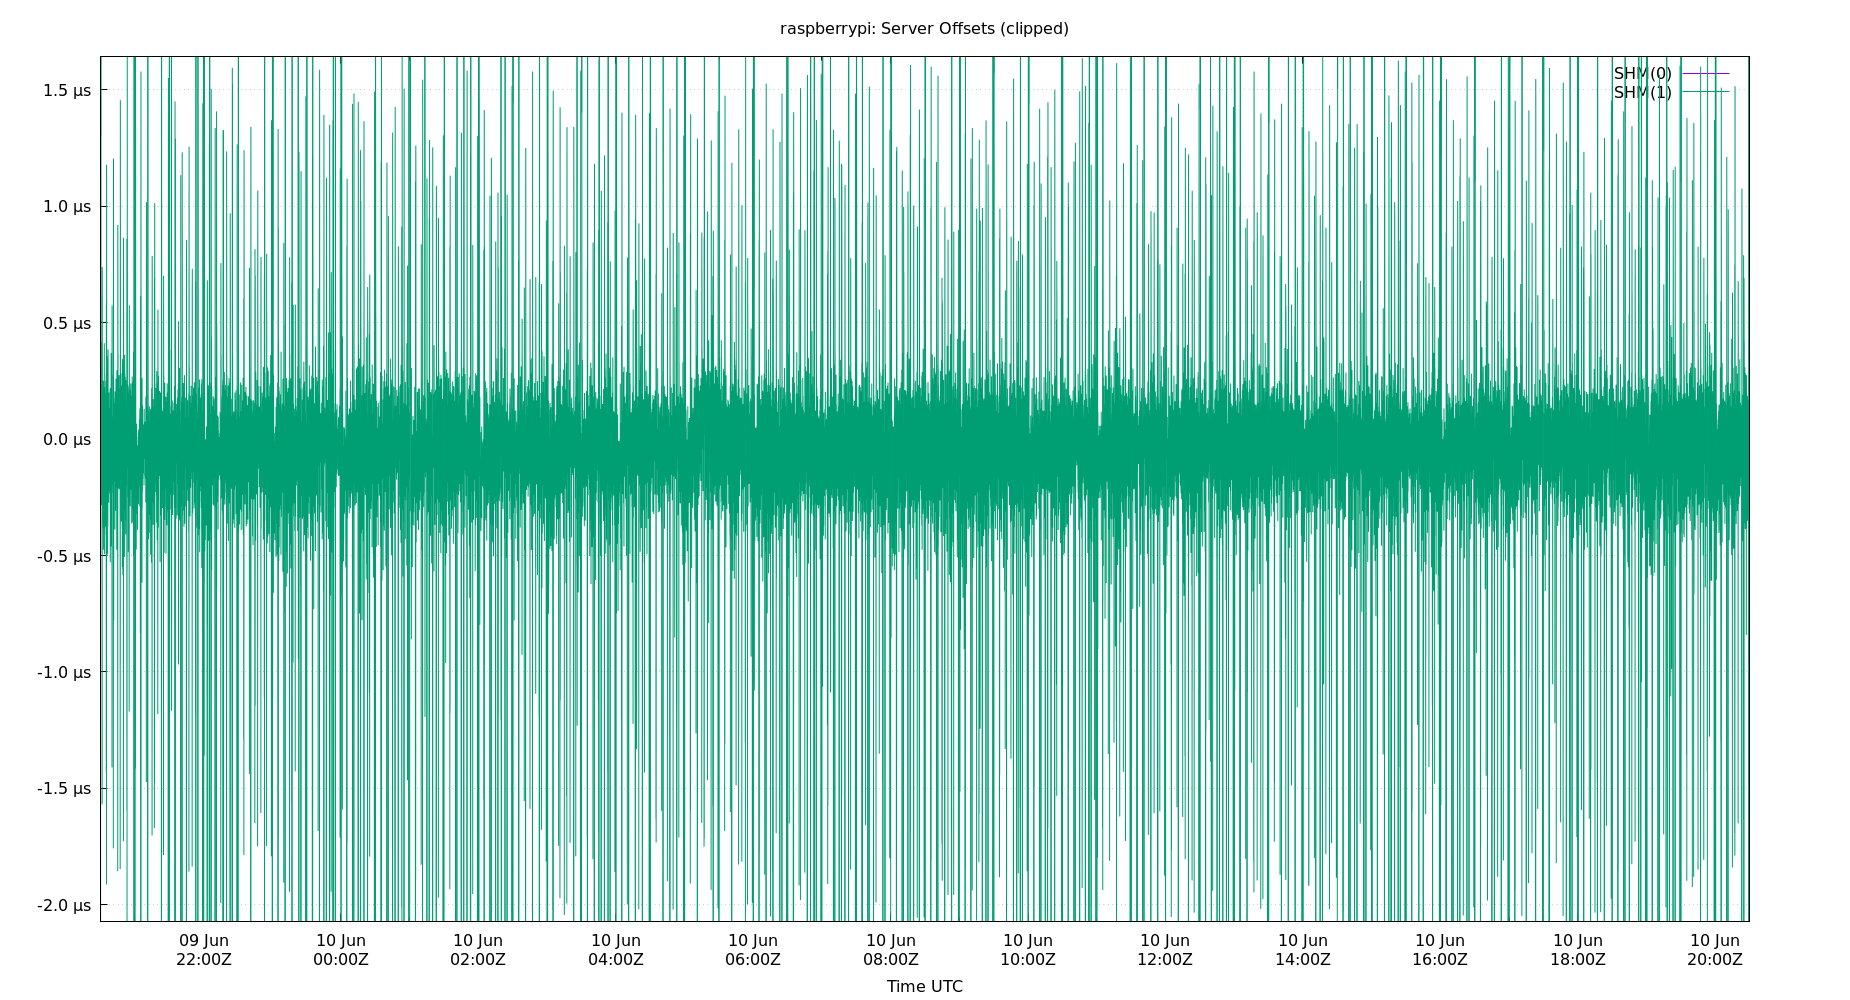 raspberrypi: Server Offsets (clipped)
SHM(0)
SHM(1)
1.5 µs
1.0 µs
0.5 µs
0.0 µs
-0.5 µs
-1.0 µs
-1.5 µs
-2.0 µs
09 Jun 10 Jun 10 Jun 10 Jun 10 Jun 10 Jun 10 Jun 10 Jun 10 Jun 10 Jun 10 Jun 10 Jun
22:00Z 00:00Z 02:00Z 04:00Z 06:00Z 08:00Z 10:00Z 12:00Z 14:00Z 16:00Z 18:00Z 20:00Z
Time UTC